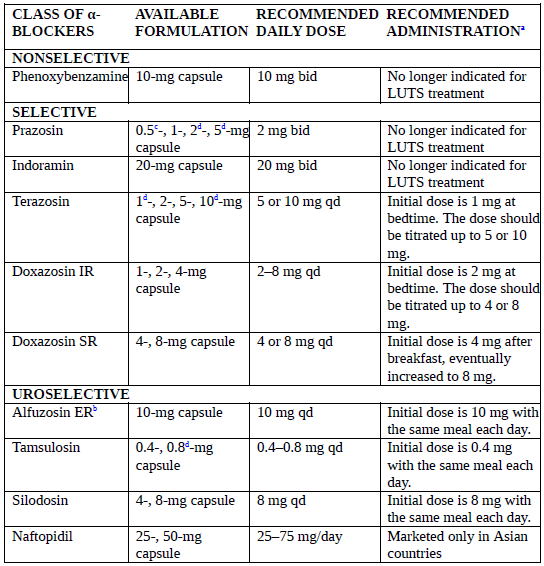 CLASS OF α- AVAILABLE RECOMMENDED RECOMMENDED
BLOCKERS FORMULATION DAILY DOSE ADMINISTRATIONᵃ
NONSELECTIVE
Phenoxybenzamine 10-mg capsule 10 mg bid No longer indicated for
LUTS treatment
SELECTIVE
Prazosin 0.5ᶜ-, 1-, 2ᵈ-, 5ᵈ-mg 2 mg bid No longer indicated for
capsule LUTS treatment
Indoramin 20-mg capsule 20 mg bid No longer indicated for
LUTS treatment
Terazosin 1ᵈ-, 2-, 5-, 10ᵈ-mg 5 or 10 mg qd Initial dose is 1 mg at
capsule bedtime. The dose should
be titrated up to 5 or 10
mg.
Doxazosin IR 1-, 2-, 4-mg 2–8 mg qd Initial dose is 2 mg at
capsule bedtime. The dose should
be titrated up to 4 or 8
mg.
Doxazosin SR 4-, 8-mg capsule 4 or 8 mg qd Initial dose is 4 mg after
breakfast, eventually
increased to 8 mg.
UROSELECTIVE
Alfuzosin ERᵇ 10-mg capsule 10 mg qd Initial dose is 10 mg with
the same meal each day.
Tamsulosin 0.4-, 0.8ᵈ-mg 0.4–0.8 mg qd Initial dose is 0.4 mg
capsule with the same meal each
day.
Silodosin 4-, 8-mg capsule 8 mg qd Initial dose is 8 mg with
the same meal each day.
Naftopidil 25-, 50-mg 25–75 mg/day Marketed only in Asian
capsule countries